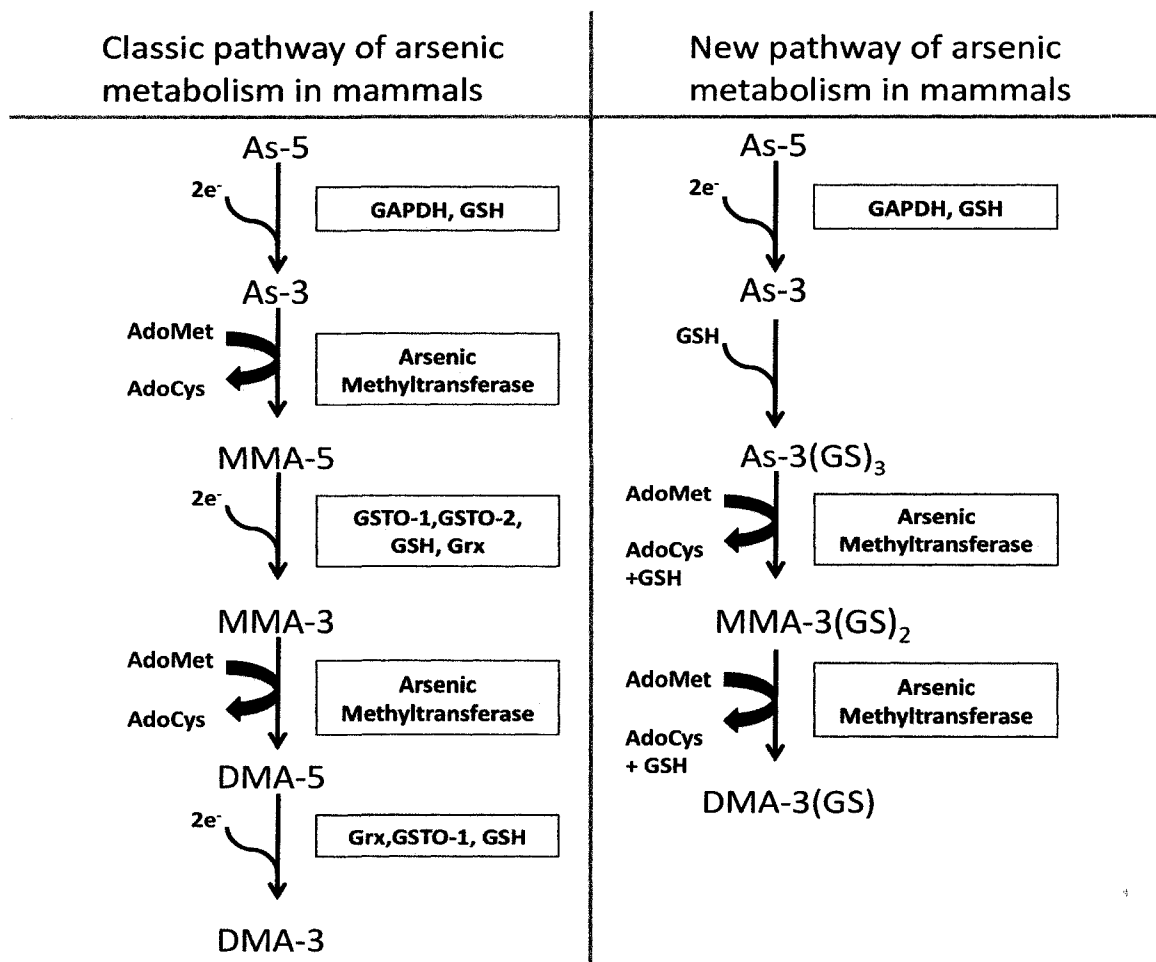 Classic pathway of arsenic
metabolism in mammals
As-5
2e-
GAPDH, GSH
As-3
AdoMet
AdoCys
Arsenic
Methyltransferase
MMA-5
2e-
GSTO-1,GSTO-2,
GSH, Grx
MMA-3
AdoMet
AdoCys
Arsenic
Methyltransferase
DMA-5
2e-
Grx,GSTO-1, GSH
DMA-3
New pathway of arsenic
metabolism in mammals
As-5
2e-
GAPDH, GSH
As-3
GSH
As-3(GS)3
AdoMet
AdoCys
+GSH
Arsenic
Methyltransferase
MMA-3(GS)2
AdoMet
AdoCys
+ GSH
Arsenic
Methyltransferase
DMA-3(GS)